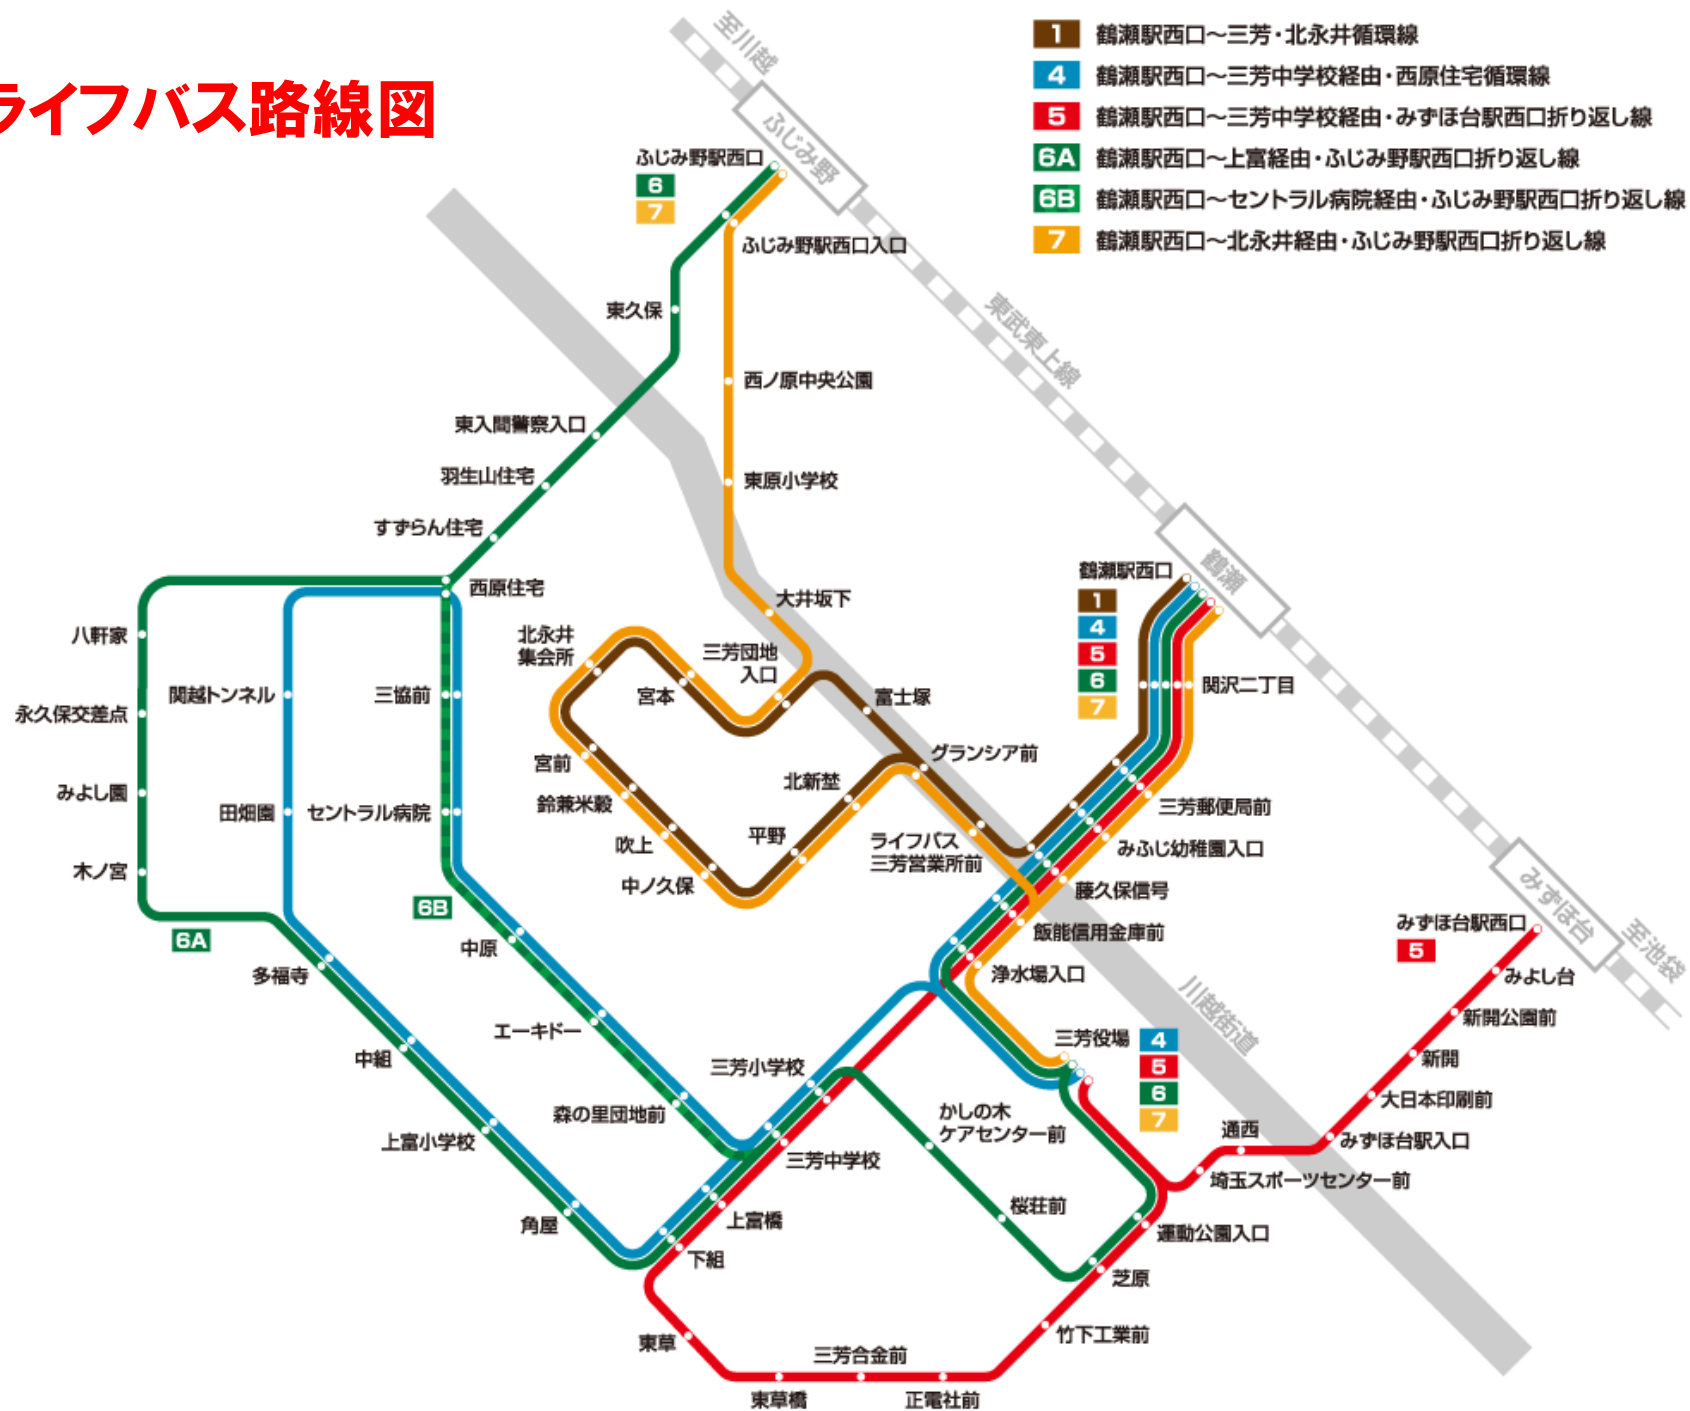 ライフバス路線図
1 鶴瀬駅西口～三芳・北永井循環線
4 鶴瀬駅西口～三芳中学校経由・西原住宅循環線
5 鶴瀬駅西口～三芳中学校経由・みずほ台駅西口折り返し線
6A 鶴瀬駅西口～上富経由・ふじみ野駅西口折り返し線
6B 鶴瀬駅西口～セントラル病院経由・ふじみ野駅西口折り返し線
7 鶴瀬駅西口～北永井経由・ふじみ野駅西口折り返し線
至川越
ふじみ野
東武東上線
鶴瀬
みずほ台
至池袋
川越街道
ふじみ野駅西口
6
7
ふじみ野駅西口入口
東久保
西ノ原中央公園
東入間警察入口
羽生山住宅
東原小学校
すずらん住宅
西原住宅
大井坂下
鶴瀬駅西口
1
4
5
6
7
関沢二丁目
八軒家
北永井
集会所
三芳団地
入口
宮本
富士塚
関越トンネル
三協前
永久保交差点
グランシア前
宮前
北新埜
みよし園
鈴兼米穀
三芳郵便局前
田畑園
セントラル病院
吹上
平野
ライフバス
三芳営業所前
みふじ幼稚園入口
木ノ宮
中ノ久保
藤久保信号
6B
飯能信用金庫前
みずほ台駅西口
5
6A
中原
浄水場入口
みよし台
多福寺
新開公園前
エーキドー
三芳役場
4
5
6
7
中組
三芳小学校
新開
森の里団地前
かしの木
ケアセンター前
大日本印刷前
上富小学校
通西
みずほ台駅入口
三芳中学校
埼玉スポーツセンター前
角屋
上富橋
桜荘前
運動公園入口
下組
芝原
東草
三芳合金前
竹下工業前
東草橋
正電社前